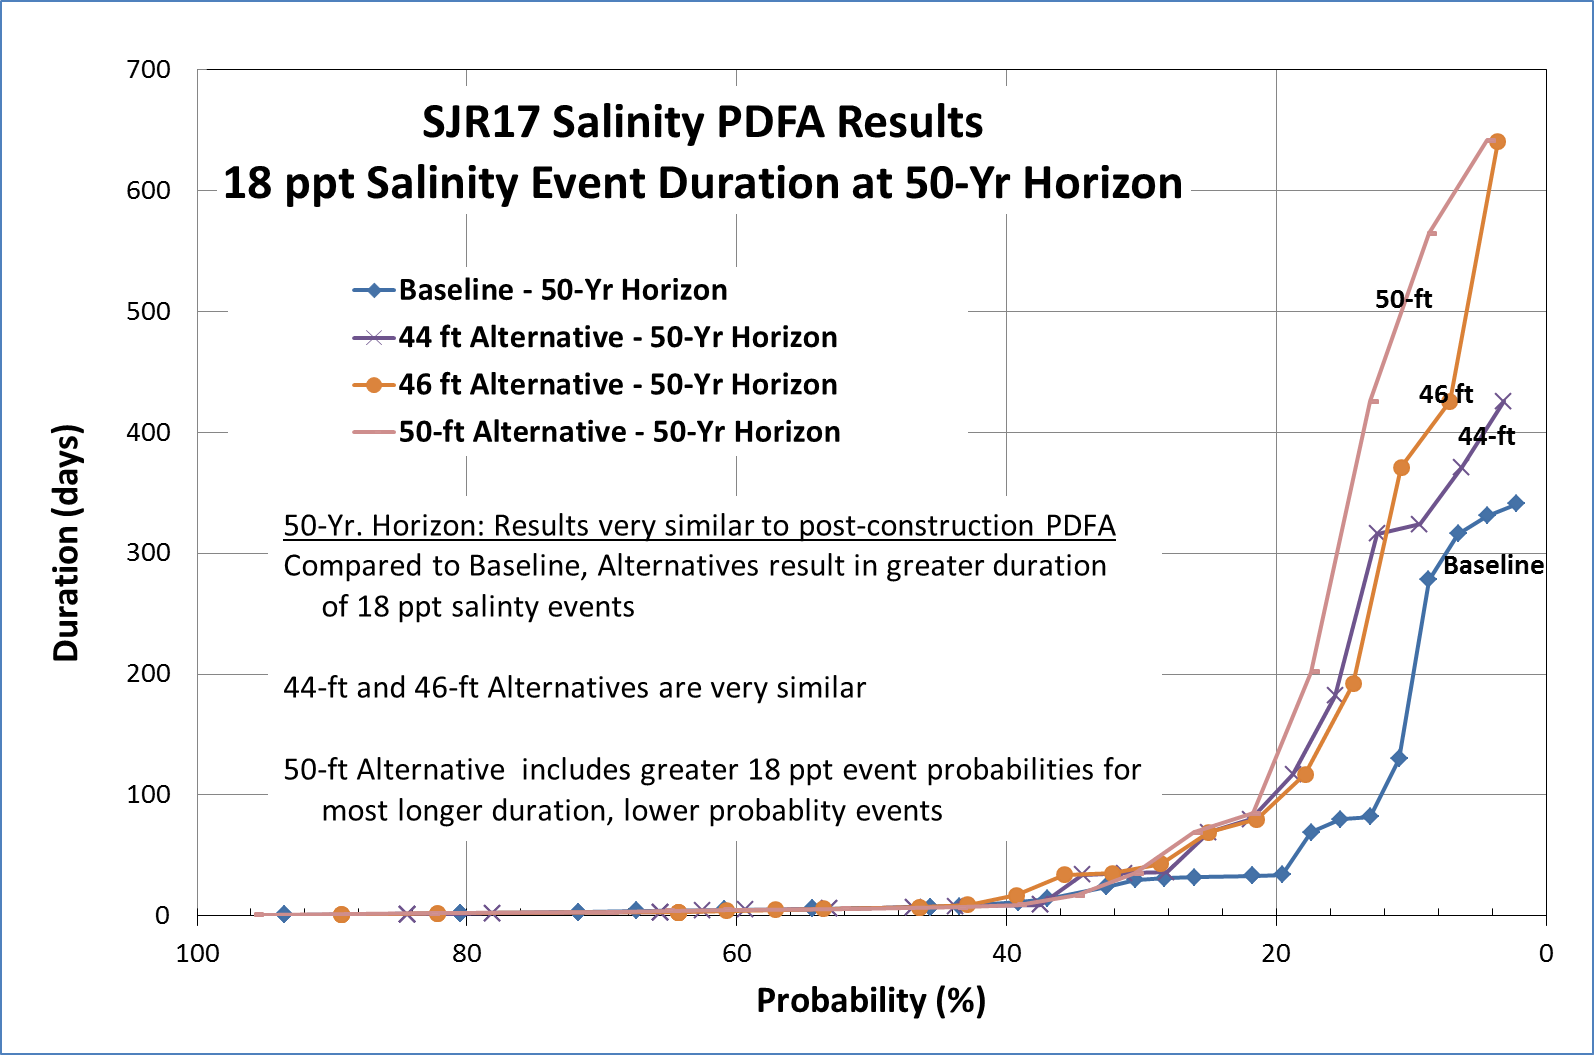 SJR17 Salinity PDFA Results
18 ppt Salinity Event Duration at 50-Yr Horizon
Baseline - 50-Yr Horizon
44 ft Alternative - 50-Yr Horizon
46 ft Alternative - 50-Yr Horizon
50-ft Alternative - 50-Yr Horizon
50-Yr. Horizon: Results very similar to post-construction PDFA
Compared to Baseline, Alternatives result in greater duration
of 18 ppt salinty events
44-ft and 46-ft Alternatives are very similar
50-ft Alternative includes greater 18 ppt event probabilities for
most longer duration, lower probablity events
50-ft
46 ft
44-ft
Baseline
Duration (days)
700
600
500
400
300
200
100
0
100
80
60
40
20
0
Probability (%)